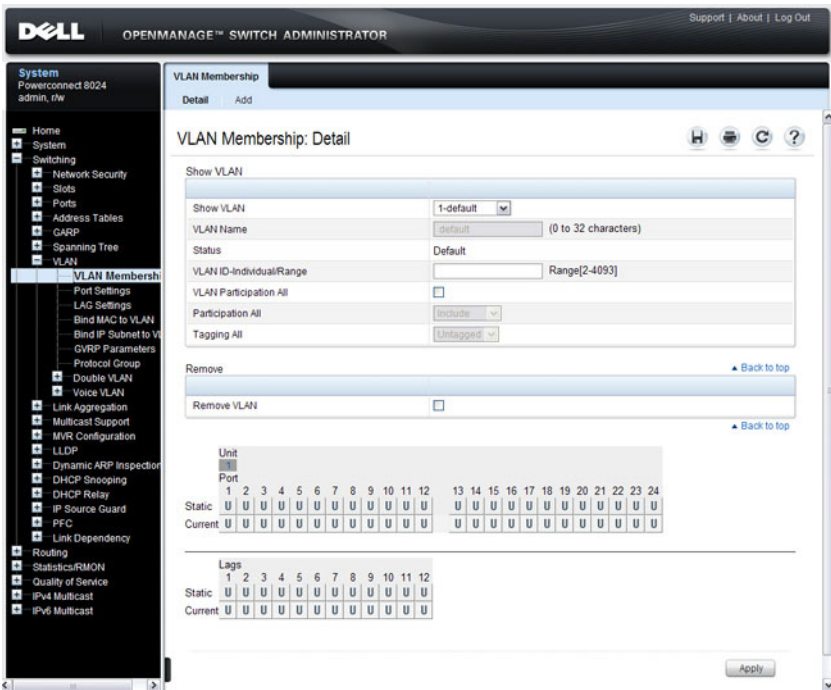 Support | About | Log Out
DELL
OPENMANAGE™ SWITCH ADMINISTRATOR
System
Powerconnect 8024
admin, r/w
Home
System
Switching
Network Security
Slots
Ports
Address Tables
GARP
Spanning Tree
VLAN
VLAN Membershi
Port Settings
LAG Settings
Bind MAC to VLAN
Bind IP Subnet to VL
GVRP Parameters
Protocol Group
Double VLAN
Voice VLAN
Link Aggregation
Multicast Support
MVR Configuration
LLDP
Dynamic ARP Inspection
DHCP Snooping
DHCP Relay
IP Source Guard
PFC
Link Dependency
Routing
Statistics/RMON
Quality of Service
IPv4 Multicast
IPv6 Multicast
VLAN Membership
Detail Add
VLAN Membership: Detail
Show VLAN
Show VLAN 1-default
VLAN Name default (0 to 32 characters)
Status Default
VLAN ID-Individual/Range Range[2-4093]
VLAN Participation All
Participation All Include
Tagging All Untagged
Remove Back to top
Remove VLAN
Back to top
Unit
1
Port
1 2 3 4 5 6 7 8 9 10 11 12 13 14 15 16 17 18 19 20 21 22 23 24
Static U U U U U U U U U U U U U U U U U U U U U U U U
Current U U U U U U U U U U U U U U U U U U U U U U U U
Lags
1 2 3 4 5 6 7 8 9 10 11 12
Static U U U U U U U U U U U U
Current U U U U U U U U U U U U
Apply